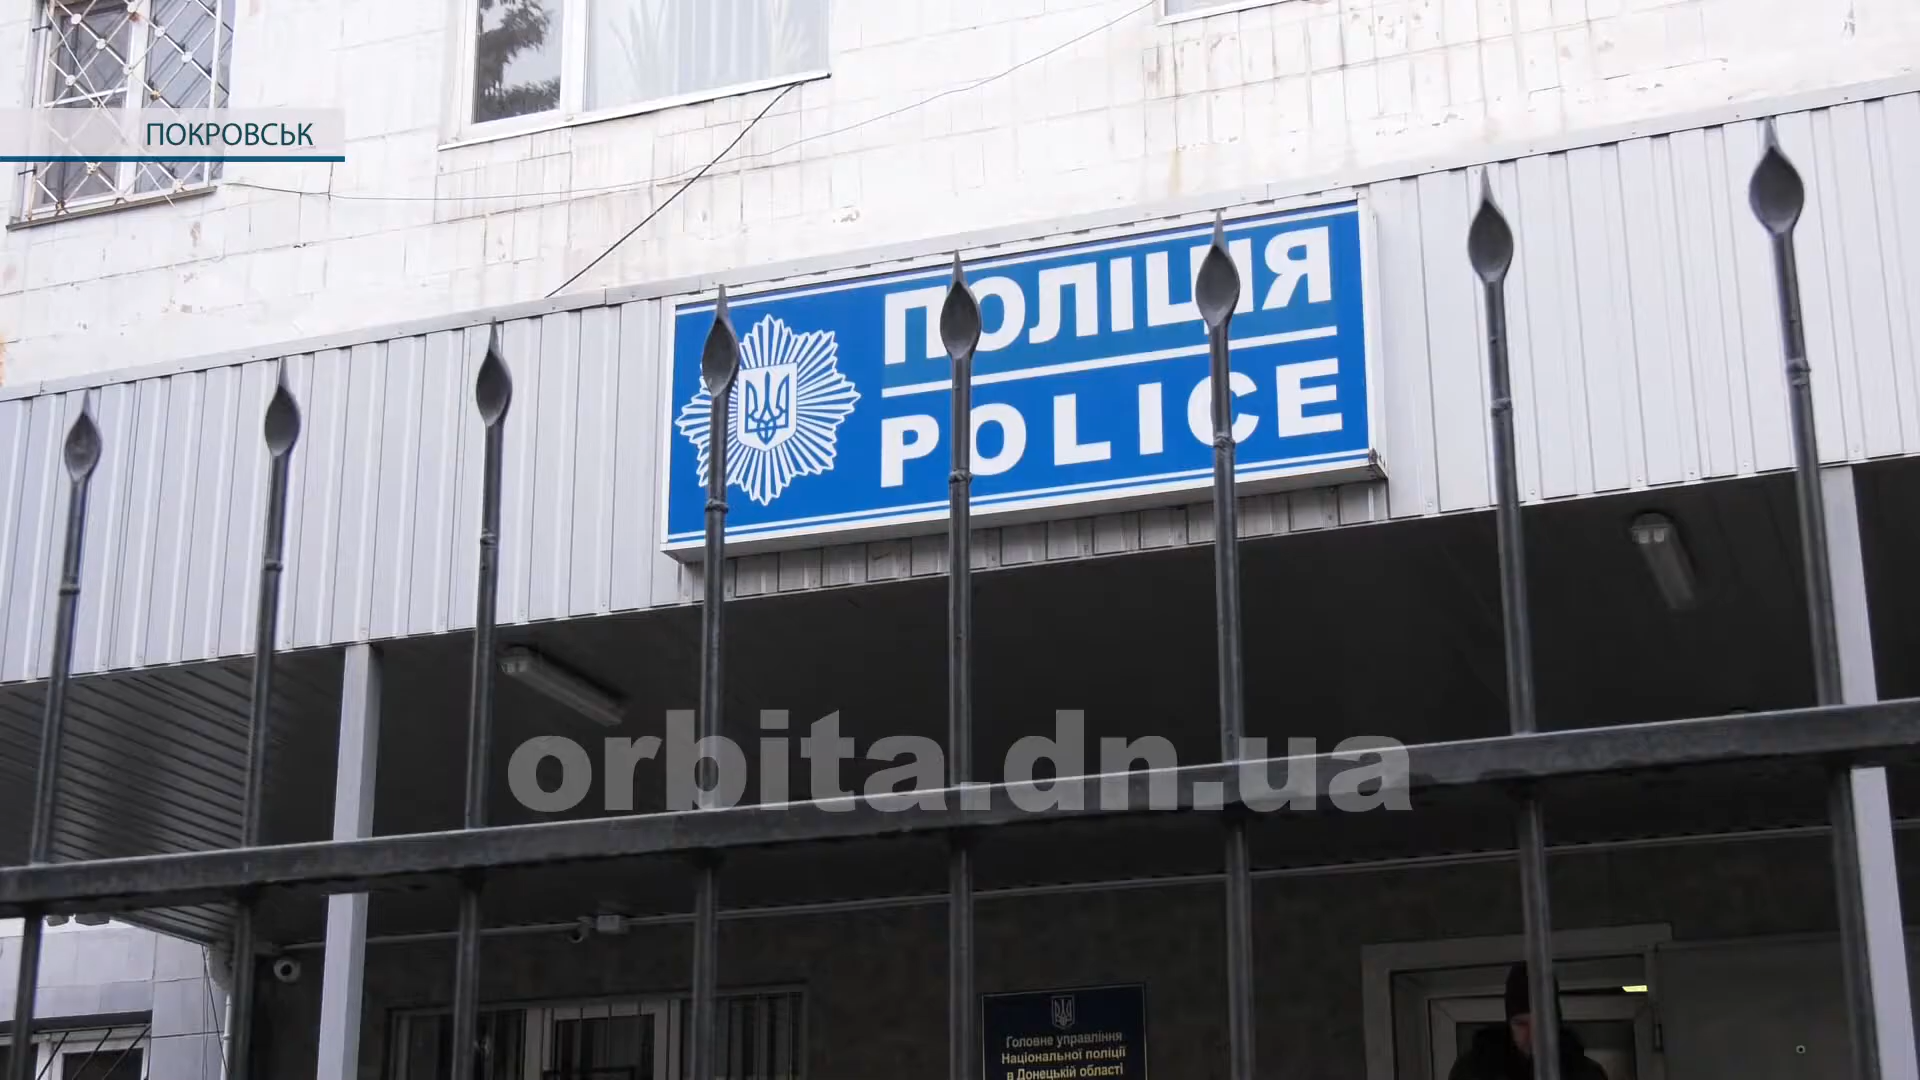 ПОКРОВСЬК
ПОЛІЦІЯ
POLICE
orbita.dn.ua
Головне управління
Національної поліції
в Донецькій області